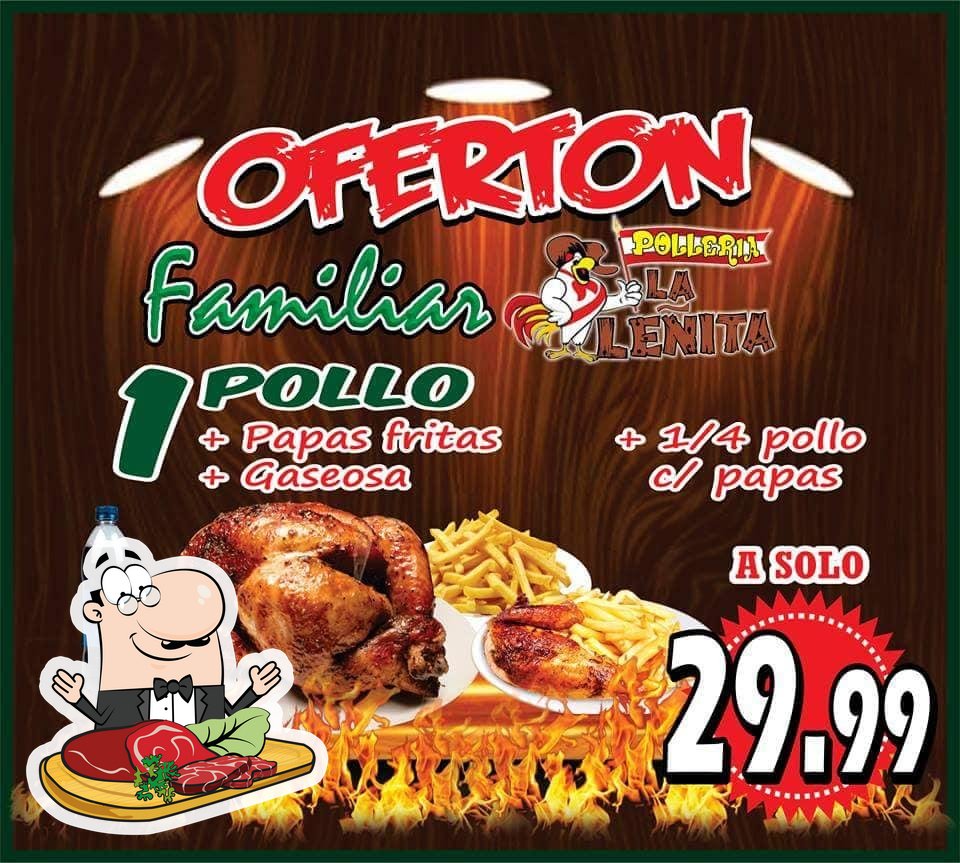 OFERTON
Familiar
POLLERIA
LA
LEÑITA
1 POLLO
+ Papas fritas
+ Gaseosa
+ 1/4 pollo
c/ papas
A SOLO
29.99